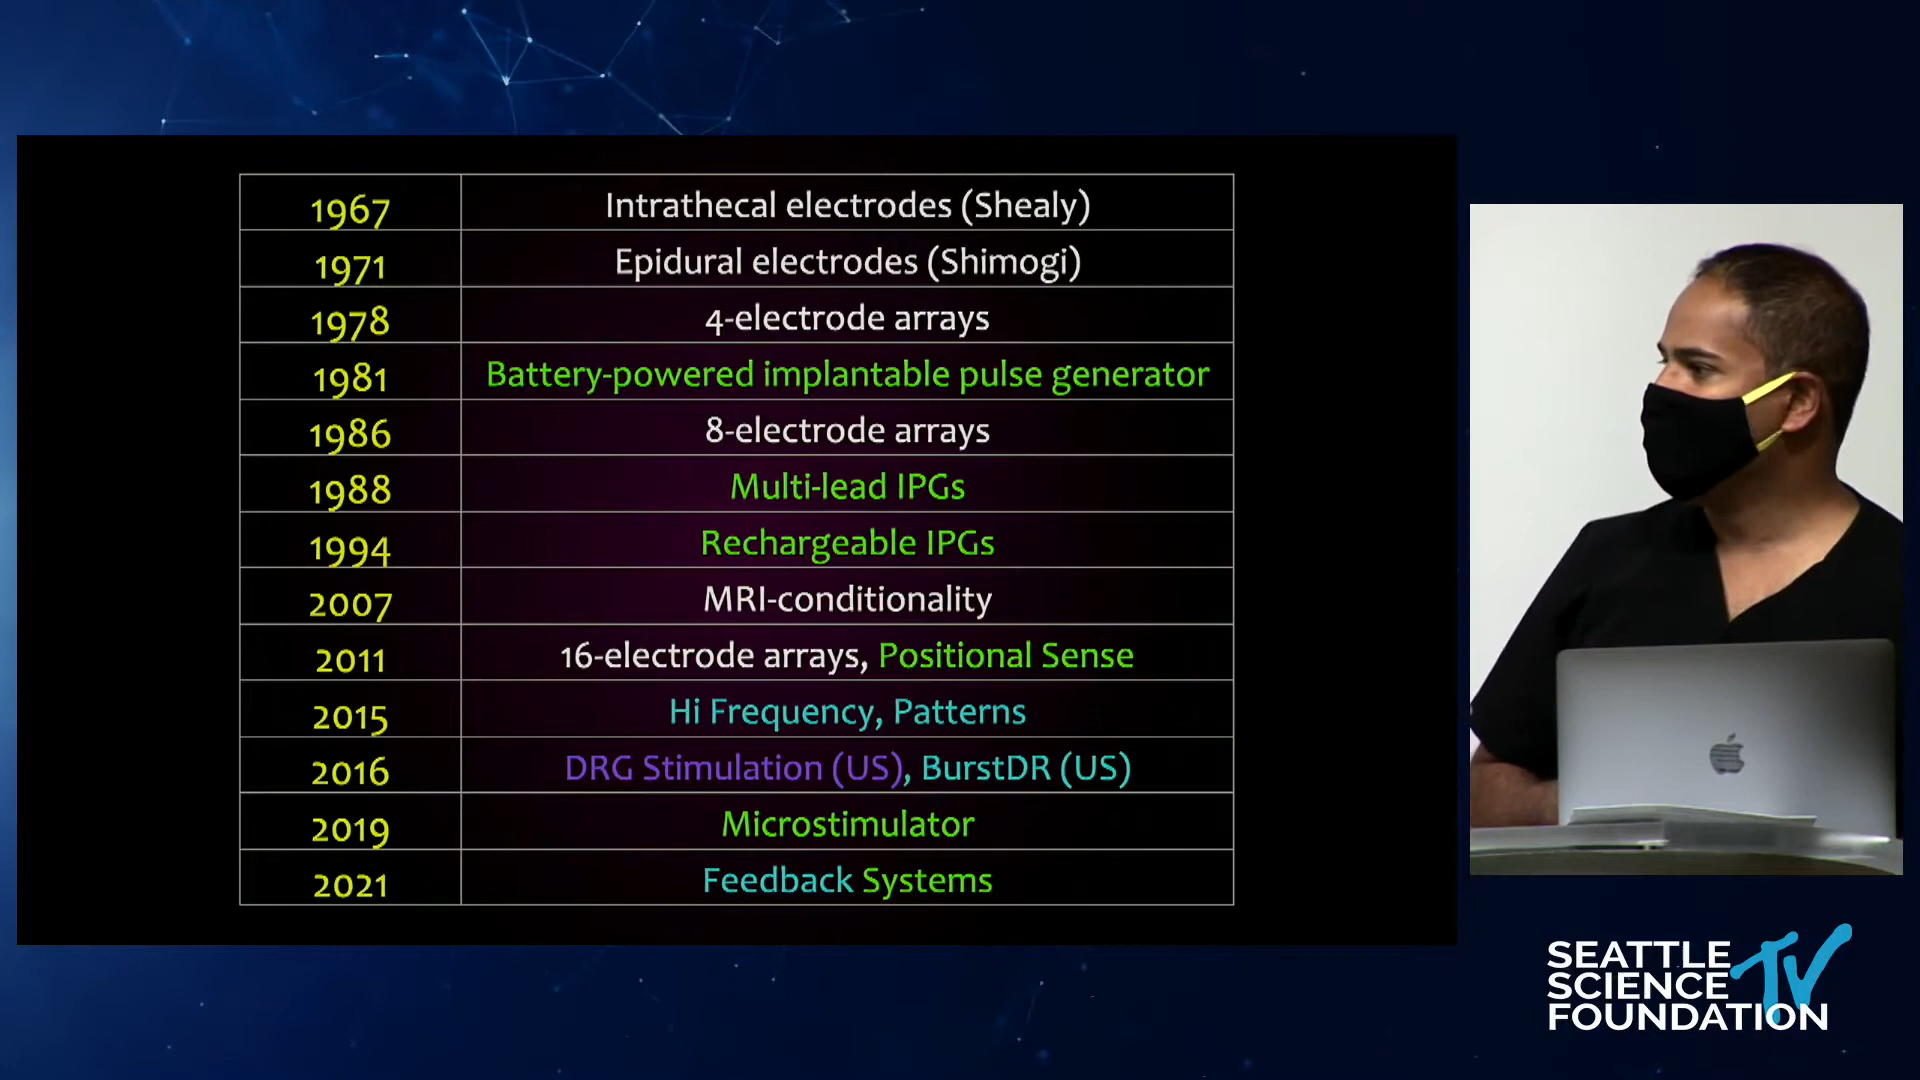 1967 Intrathecal electrodes (Shealy)
1971 Epidural electrodes (Shimogi)
1978 4-electrode arrays
1981 Battery-powered implantable pulse generator
1986 8-electrode arrays
1988 Multi-lead IPGs
1994 Rechargeable IPGs
2007 MRI-conditionality
2011 16-electrode arrays, Positional Sense
2015 Hi Frequency, Patterns
2016 DRG Stimulation (US), BurstDR (US)
2019 Microstimulator
2021 Feedback Systems
SEATTLE
SCIENCE TV
FOUNDATION